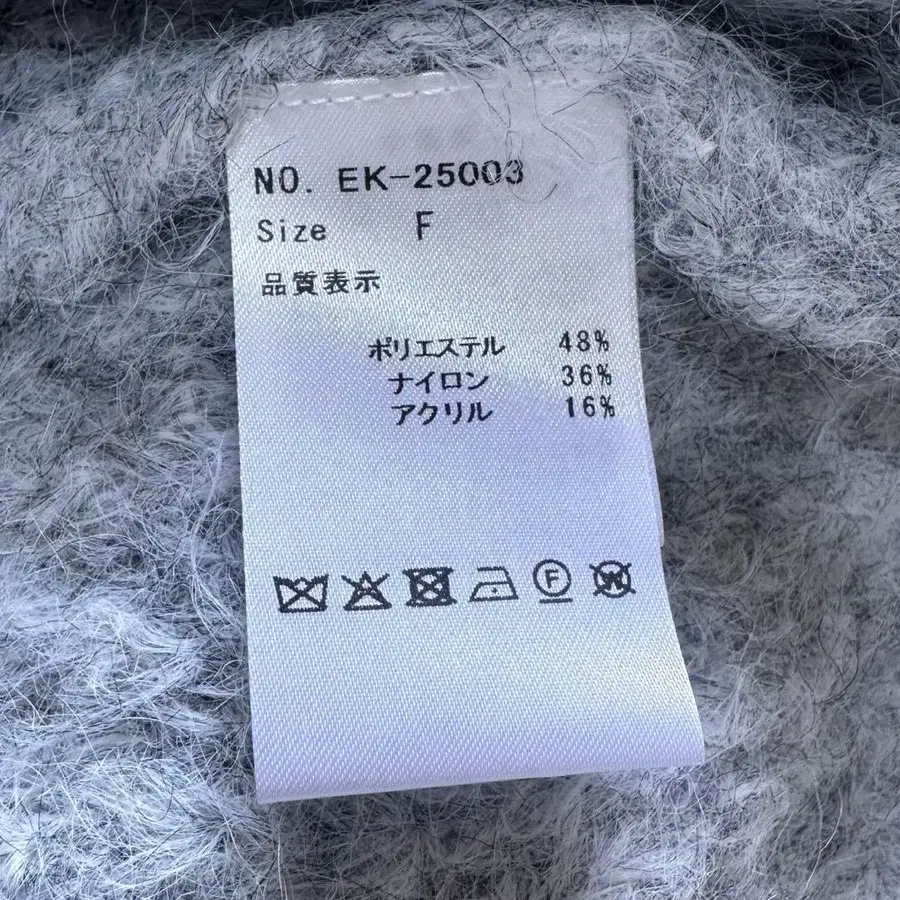 NO. EK-25003
Size F
品質表示
ポリエステル 48%
ナイロン 36%
アクリル 16%
F W